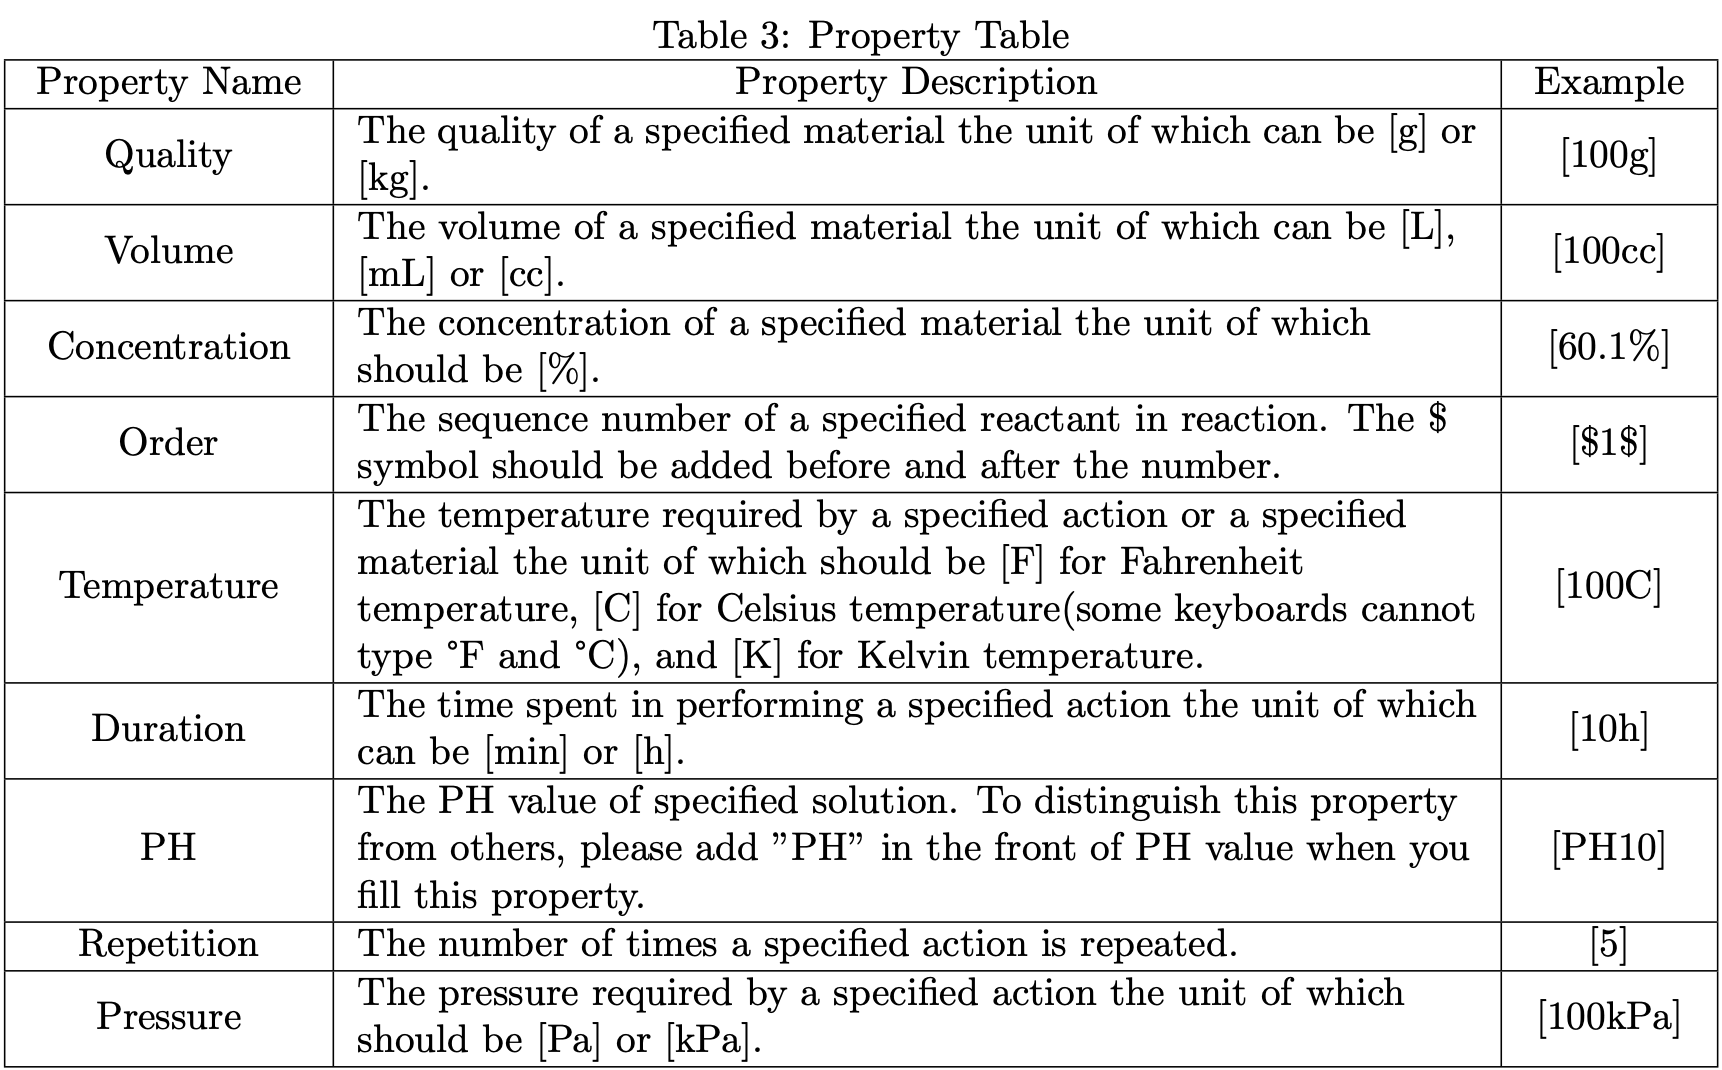 Table 3: Property Table
Property Name Property Description Example
Quality The quality of a specified material the unit of which can be [g] or
[kg]. [100g]
Volume The volume of a specified material the unit of which can be [L],
[mL] or [cc]. [100cc]
Concentration The concentration of a specified material the unit of which
should be [%]. [60.1%]
Order The sequence number of a specified reactant in reaction. The $
symbol should be added before and after the number. [$1$]
Temperature The temperature required by a specified action or a specified
material the unit of which should be [F] for Fahrenheit
temperature, [C] for Celsius temperature(some keyboards cannot
type °F and °C), and [K] for Kelvin temperature. [100C]
Duration The time spent in performing a specified action the unit of which
can be [min] or [h]. [10h]
PH The PH value of specified solution. To distinguish this property
from others, please add ”PH” in the front of PH value when you
fill this property. [PH10]
Repetition The number of times a specified action is repeated. [5]
Pressure The pressure required by a specified action the unit of which
should be [Pa] or [kPa]. [100kPa]